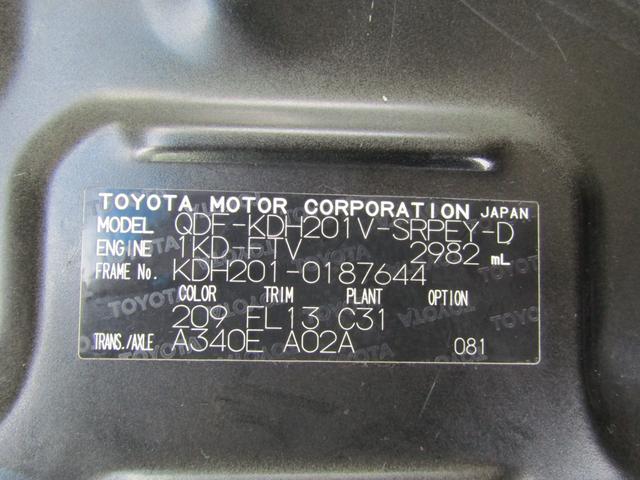 TOYOTA MOTOR CORPORATION JAPAN
MODEL QDF-KDH201V-SRPEY-D
ENGINE 1KD-FTV 2982 mL
FRAME No. KDH201-0187644
COLOR TRIM PLANT OPTION
209 FL13 C31
TRANS./AXLE A340E A02A 081